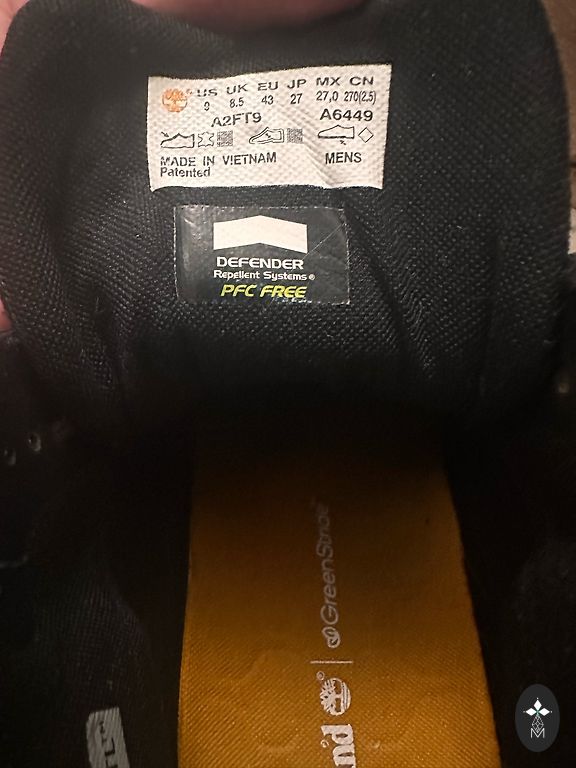 US UK EU JP MX CN
9 8.5 43 27 27,0 270(2.5)
A2FT9 A6449
MADE IN VIETNAM MENS
Patented
DEFENDER
Repellent Systems®
PFC FREE
GreenStride™